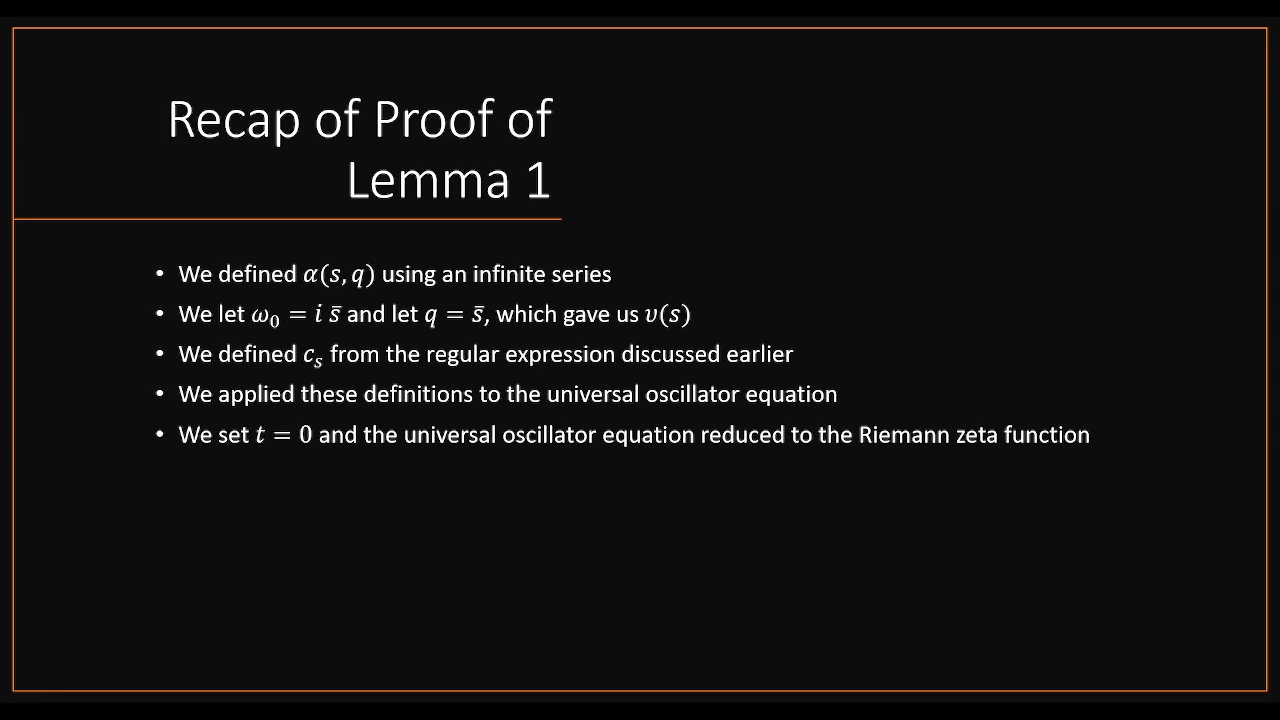 Recap of Proof of
Lemma 1
• We defined α(s, q) using an infinite series
• We let ω₀ = i s̄ and let q = s̄, which gave us υ(s)
• We defined cₛ from the regular expression discussed earlier
• We applied these definitions to the universal oscillator equation
• We set t = 0 and the universal oscillator equation reduced to the Riemann zeta function